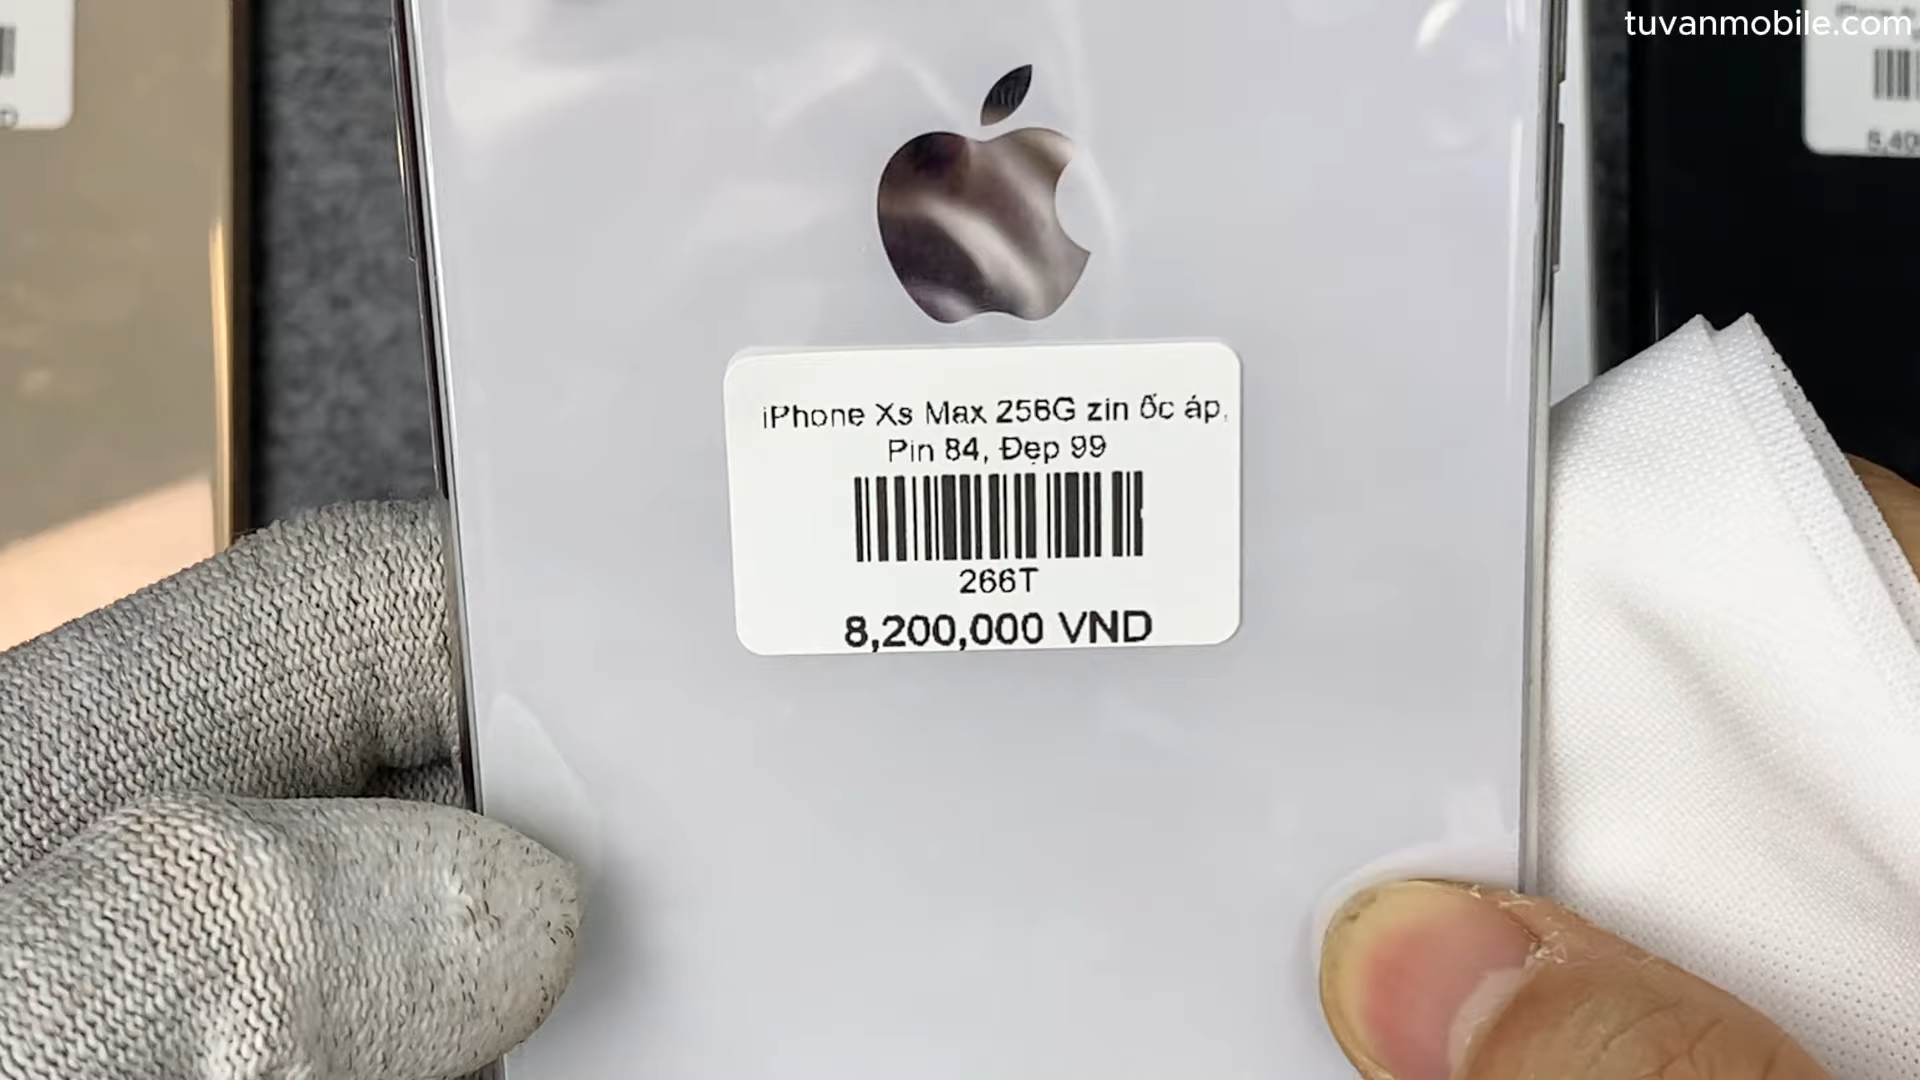 tuvanmobile.com
iPhone Xs Max 256G zin ốc áp,
Pin 84, Đẹp 99
266T
8,200,000 VND